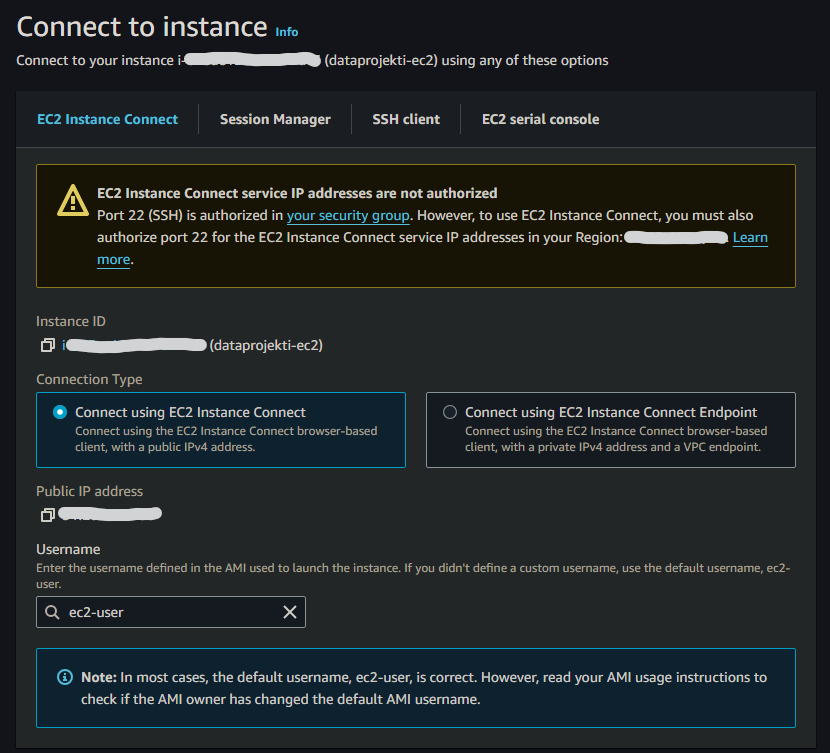 Connect to instance Info
Connect to your instance i- (dataprojekti-ec2) using any of these options
EC2 Instance Connect Session Manager SSH client EC2 serial console
EC2 Instance Connect service IP addresses are not authorized
Port 22 (SSH) is authorized in your security group. However, to use EC2 Instance Connect, you must also
authorize port 22 for the EC2 Instance Connect service IP addresses in your Region: . Learn
more.
Instance ID
i (dataprojekti-ec2)
Connection Type
Connect using EC2 Instance Connect
Connect using the EC2 Instance Connect browser-based
client, with a public IPv4 address.
Connect using EC2 Instance Connect Endpoint
Connect using the EC2 Instance Connect browser-based
client, with a private IPv4 address and a VPC endpoint.
Public IP address
Username
Enter the username defined in the AMI used to launch the instance. If you didn't define a custom username, use the default username, ec2-
user.
ec2-user
Note: In most cases, the default username, ec2-user, is correct. However, read your AMI usage instructions to
check if the AMI owner has changed the default AMI username.